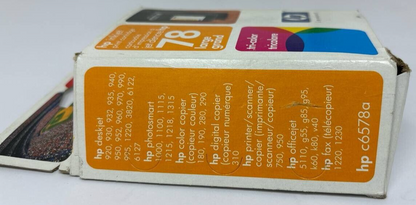 hp deskjet
920, 930, 932, 935, 940,
950, 952, 960, 970, 990,
995, 1220, 3820, 6122,
6127
hp photosmart
1000, 1100, 1115,
1215, 1218, 1315
hp color copier
(copieur couleur)
180, 190, 280, 290
hp digital copier
(copieur numérique)
310
hp printer/scanner/
copier (imprimante/
scanneur/copieur)
750, 950
hp officejet
5110, g55, g85, g95,
k60, k80, v40
hp fax (télécopieur)
1220, 1230
hp c6578a
78
large
grand
tri-color
tricolore
hp